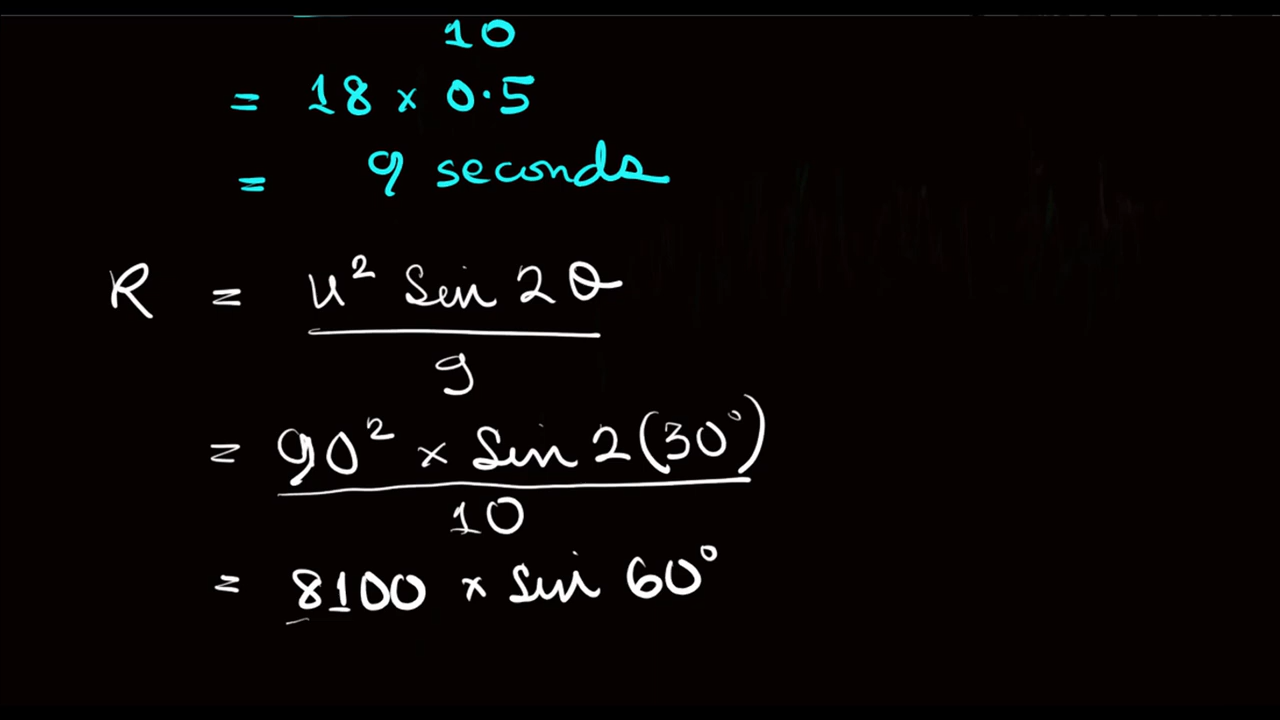 10
= 18 × 0.5
= 9 seconds
R = u² Sin 2θ
g
= 90² × Sin 2(30°)
10
= 8100 × Sin 60°